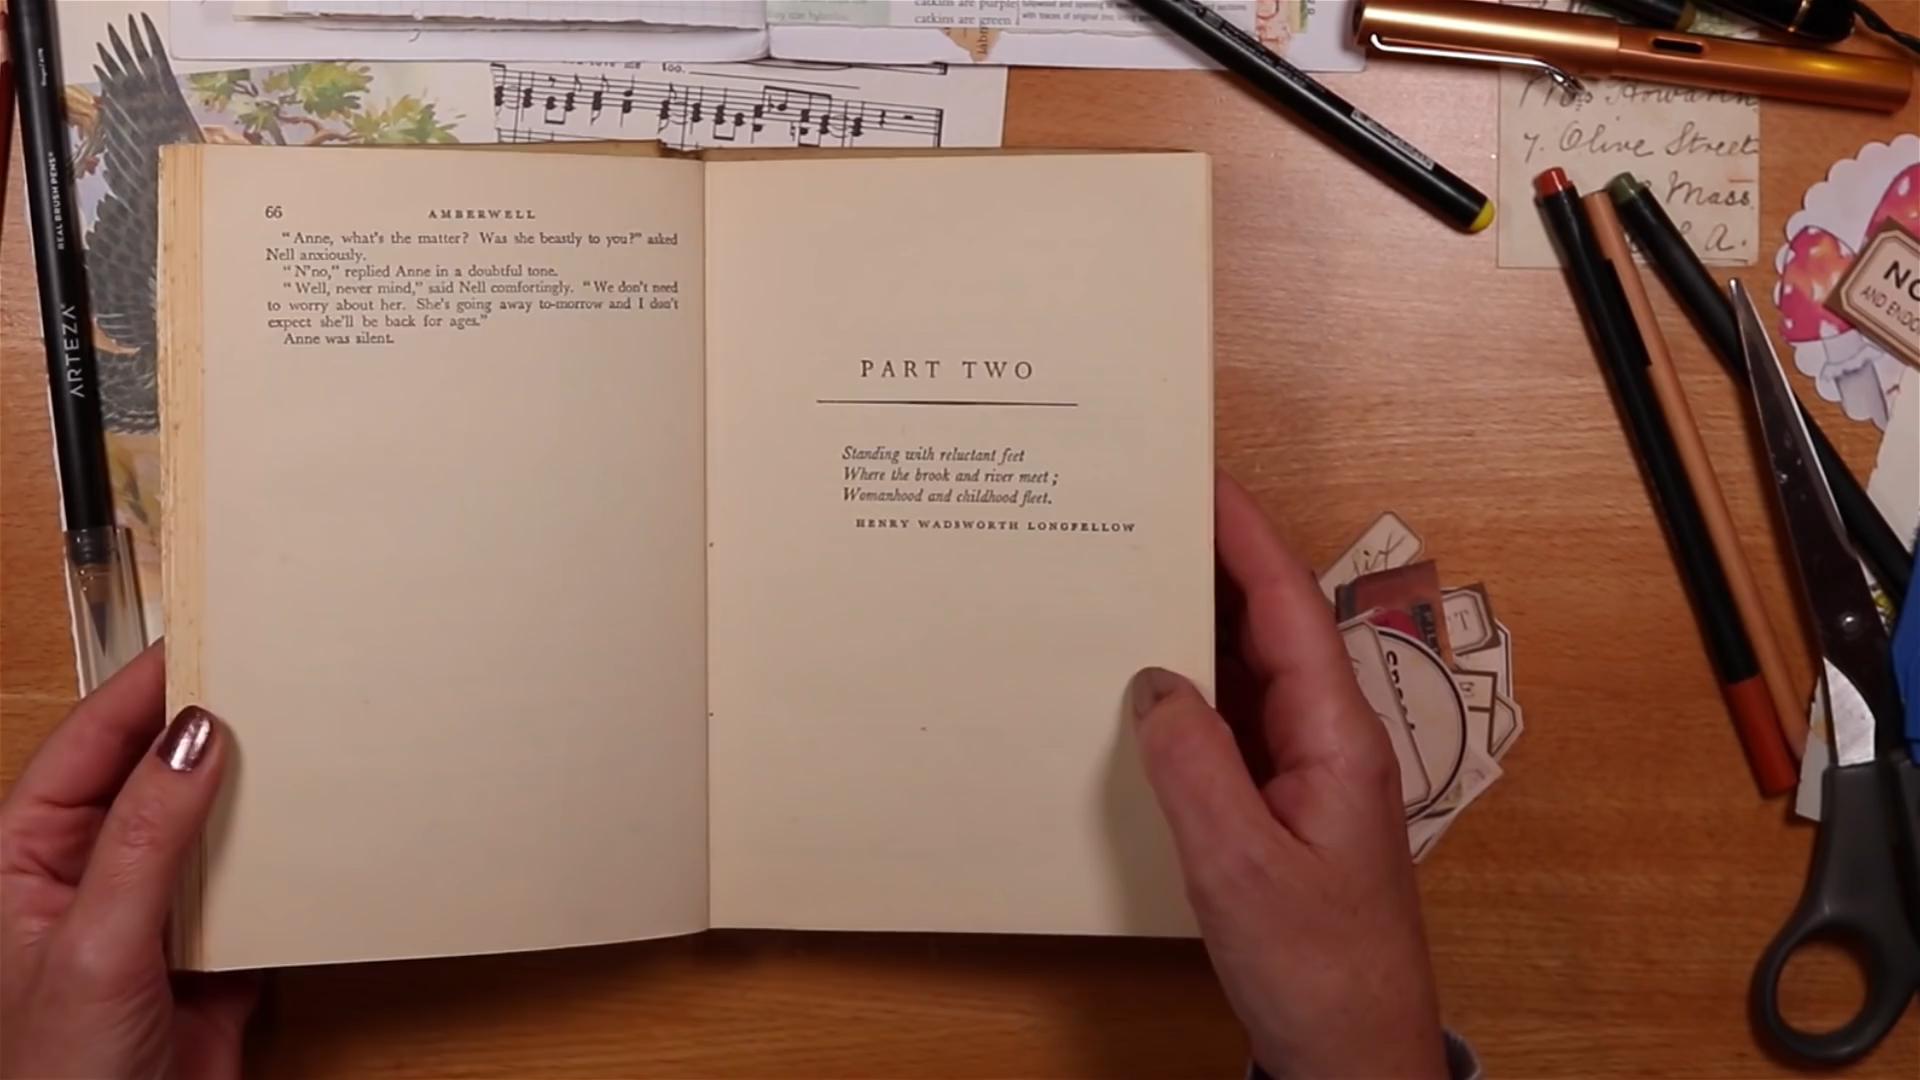 catkins are purple
catkins are green
too.
Olive Street
Mass.
REAL BRUSH PENS
ARTEZA
66
AMBERWELL
“Anne, what's the matter? Was she beastly to you?” asked
Nell anxiously.
“N'no,” replied Anne in a doubtful tone.
“Well, never mind,” said Nell comfortingly. “We don't need
to worry about her. She's going away to-morrow and I don't
expect she'll be back for ages.”
Anne was silent.
PART TWO
Standing with reluctant feet
Where the brook and river meet ;
Womanhood and childhood fleet.
HENRY WADSWORTH LONGFELLOW